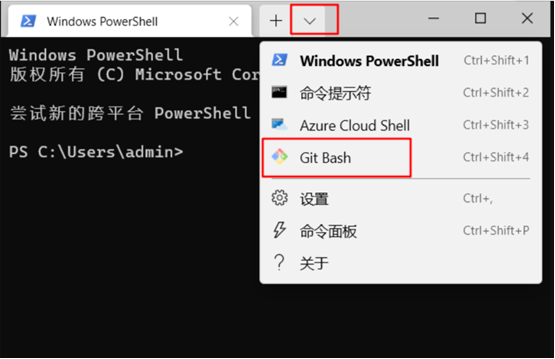 Windows PowerShell
Windows PowerShell
版权所有 (C) Microsoft Cor
尝试新的跨平台 PowerShell
PS C:\Users\admin>
Windows PowerShell Ctrl+Shift+1
命令提示符 Ctrl+Shift+2
Azure Cloud Shell Ctrl+Shift+3
Git Bash Ctrl+Shift+4
设置 Ctrl+,
命令面板 Ctrl+Shift+P
关于